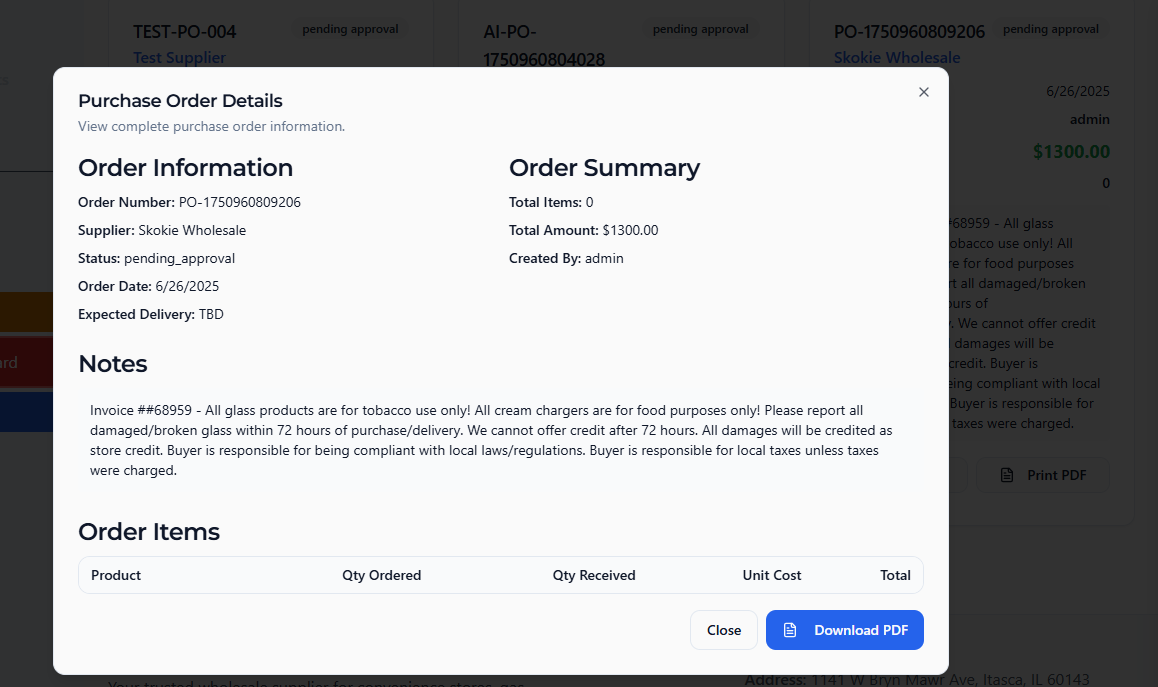 TEST-PO-004
pending approval
Test Supplier
AI-PO-
1750960804028
pending approval
PO-1750960809206
pending approval
Skokie Wholesale
6/26/2025
admin
$1300.00
0
#68959 - All glass
obacco use only! All
re for food purposes
rt all damaged/broken
ours of
. We cannot offer credit
damages will be
credit. Buyer is
eing compliant with local
Buyer is responsible for
taxes were charged.
Print PDF
ard
Purchase Order Details
View complete purchase order information.
Order Information
Order Number: PO-1750960809206
Supplier: Skokie Wholesale
Status: pending_approval
Order Date: 6/26/2025
Expected Delivery: TBD
Order Summary
Total Items: 0
Total Amount: $1300.00
Created By: admin
Notes
Invoice ##68959 - All glass products are for tobacco use only! All cream chargers are for food purposes only! Please report all
damaged/broken glass within 72 hours of purchase/delivery. We cannot offer credit after 72 hours. All damages will be credited as
store credit. Buyer is responsible for being compliant with local laws/regulations. Buyer is responsible for local taxes unless taxes
were charged.
Order Items
Product Qty Ordered Qty Received Unit Cost Total
Close
Download PDF
Your trusted wholesale supplier for convenience stores, gas
Address: 1141 W Bryn Mawr Ave, Itasca, IL 60143